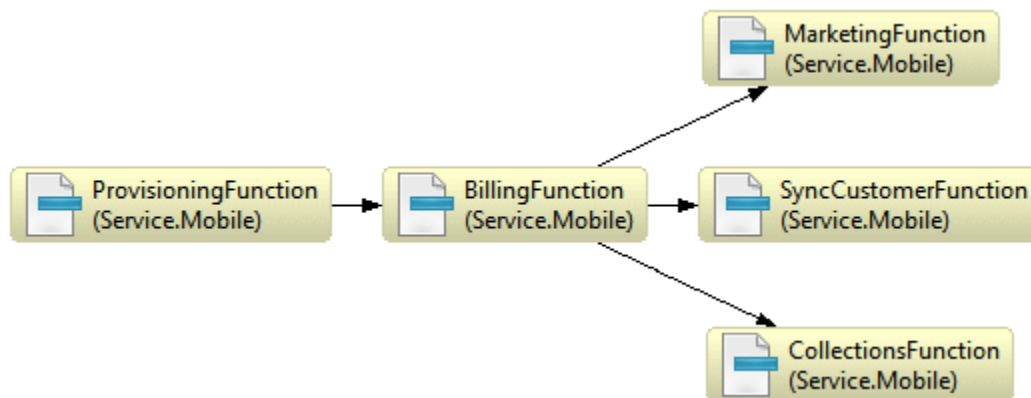 MarketingFunction
(Service.Mobile)
ProvisioningFunction
(Service.Mobile)
BillingFunction
(Service.Mobile)
SyncCustomerFunction
(Service.Mobile)
CollectionsFunction
(Service.Mobile)